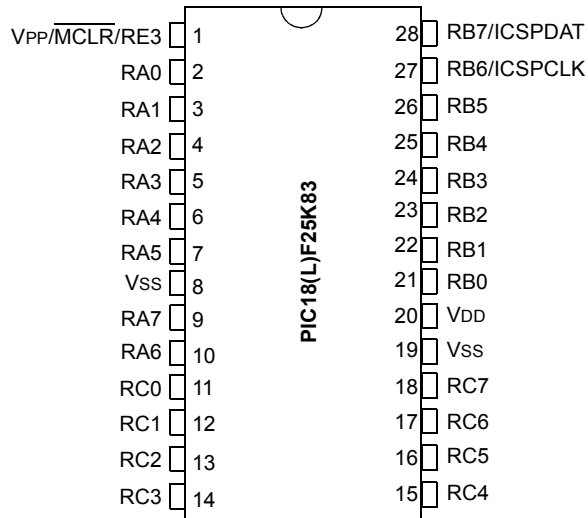 VPP/MCLR/RE3 1 28 RB7/ICSPDAT
RA0 2 27 RB6/ICSPCLK
RA1 3 26 RB5
RA2 4 25 RB4
RA3 5 24 RB3
RA4 6 23 RB2
RA5 7 22 RB1
VSS 8 21 RB0
RA7 9 20 VDD
RA6 10 19 VSS
RC0 11 18 RC7
RC1 12 17 RC6
RC2 13 16 RC5
RC3 14 15 RC4
PIC18(L)F25K83